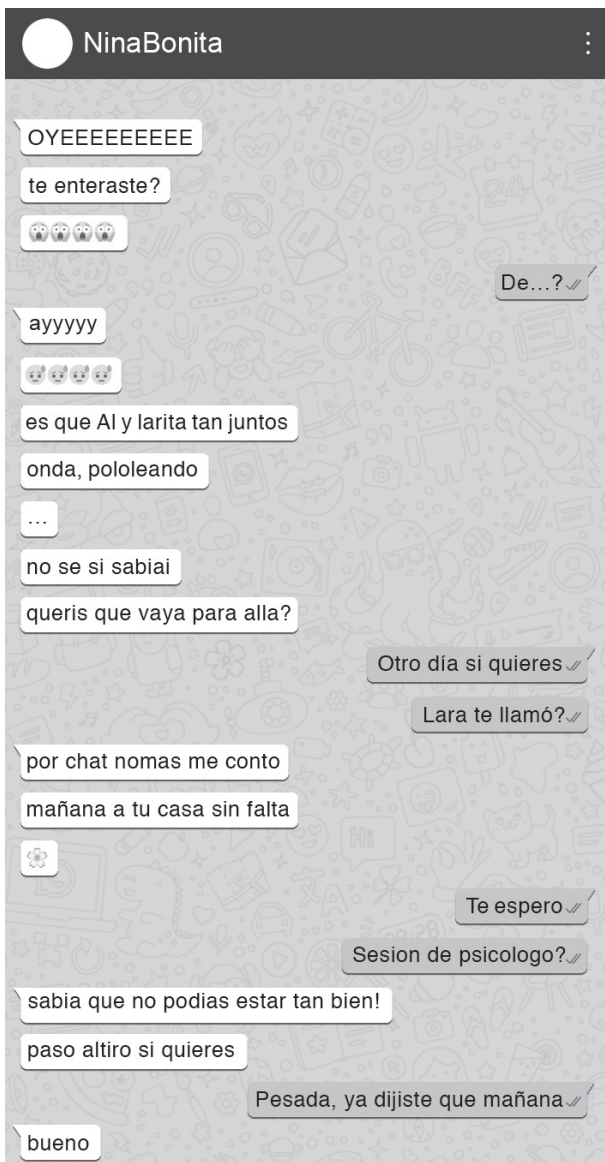 NinaBonita
OYEEEEEEEEEE
te enteraste?
😱😱😱😱
De...?
ayyyyy
😥😥😥😥
es que Al y larita tan juntos
onda, pololeando
...
no se si sabiai
queris que vaya para alla?
Otro día si quieres
Lara te llamó?
por chat nomas me conto
mañana a tu casa sin falta
🌸
Te espero
Sesion de psicologo?
sabia que no podias estar tan bien!
paso altiro si quieres
Pesada, ya dijiste que mañana
bueno